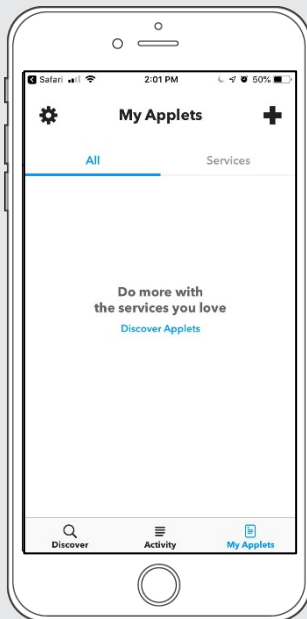 Safari 2:01 PM 50%
My Applets
All Services
Do more with
the services you love
Discover Applets
Discover Activity My Applets